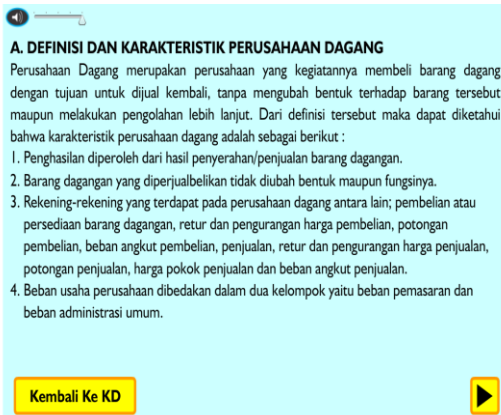 A. DEFINISI DAN KARAKTERISTIK PERUSAHAAN DAGANG
Perusahaan Dagang merupakan perusahaan yang kegiatannya membeli barang dagang
dengan tujuan untuk dijual kembali, tanpa mengubah bentuk terhadap barang tersebut
maupun melakukan pengolahan lebih lanjut. Dari definisi tersebut maka dapat diketahui
bahwa karakteristik perusahaan dagang adalah sebagai berikut :
1. Penghasilan diperoleh dari hasil penyerahan/penjualan barang dagangan.
2. Barang dagangan yang diperjualbelikan tidak diubah bentuk maupun fungsinya.
3. Rekening-rekening yang terdapat pada perusahaan dagang antara lain; pembelian atau
persediaan barang dagangan, retur dan pengurangan harga pembelian, potongan
pembelian, beban angkut pembelian, penjualan, retur dan pengurangan harga penjualan,
potongan penjualan, harga pokok penjualan dan beban angkut penjualan.
4. Beban usaha perusahaan dibedakan dalam dua kelompok yaitu beban pemasaran dan
beban administrasi umum.
Kembali Ke KD